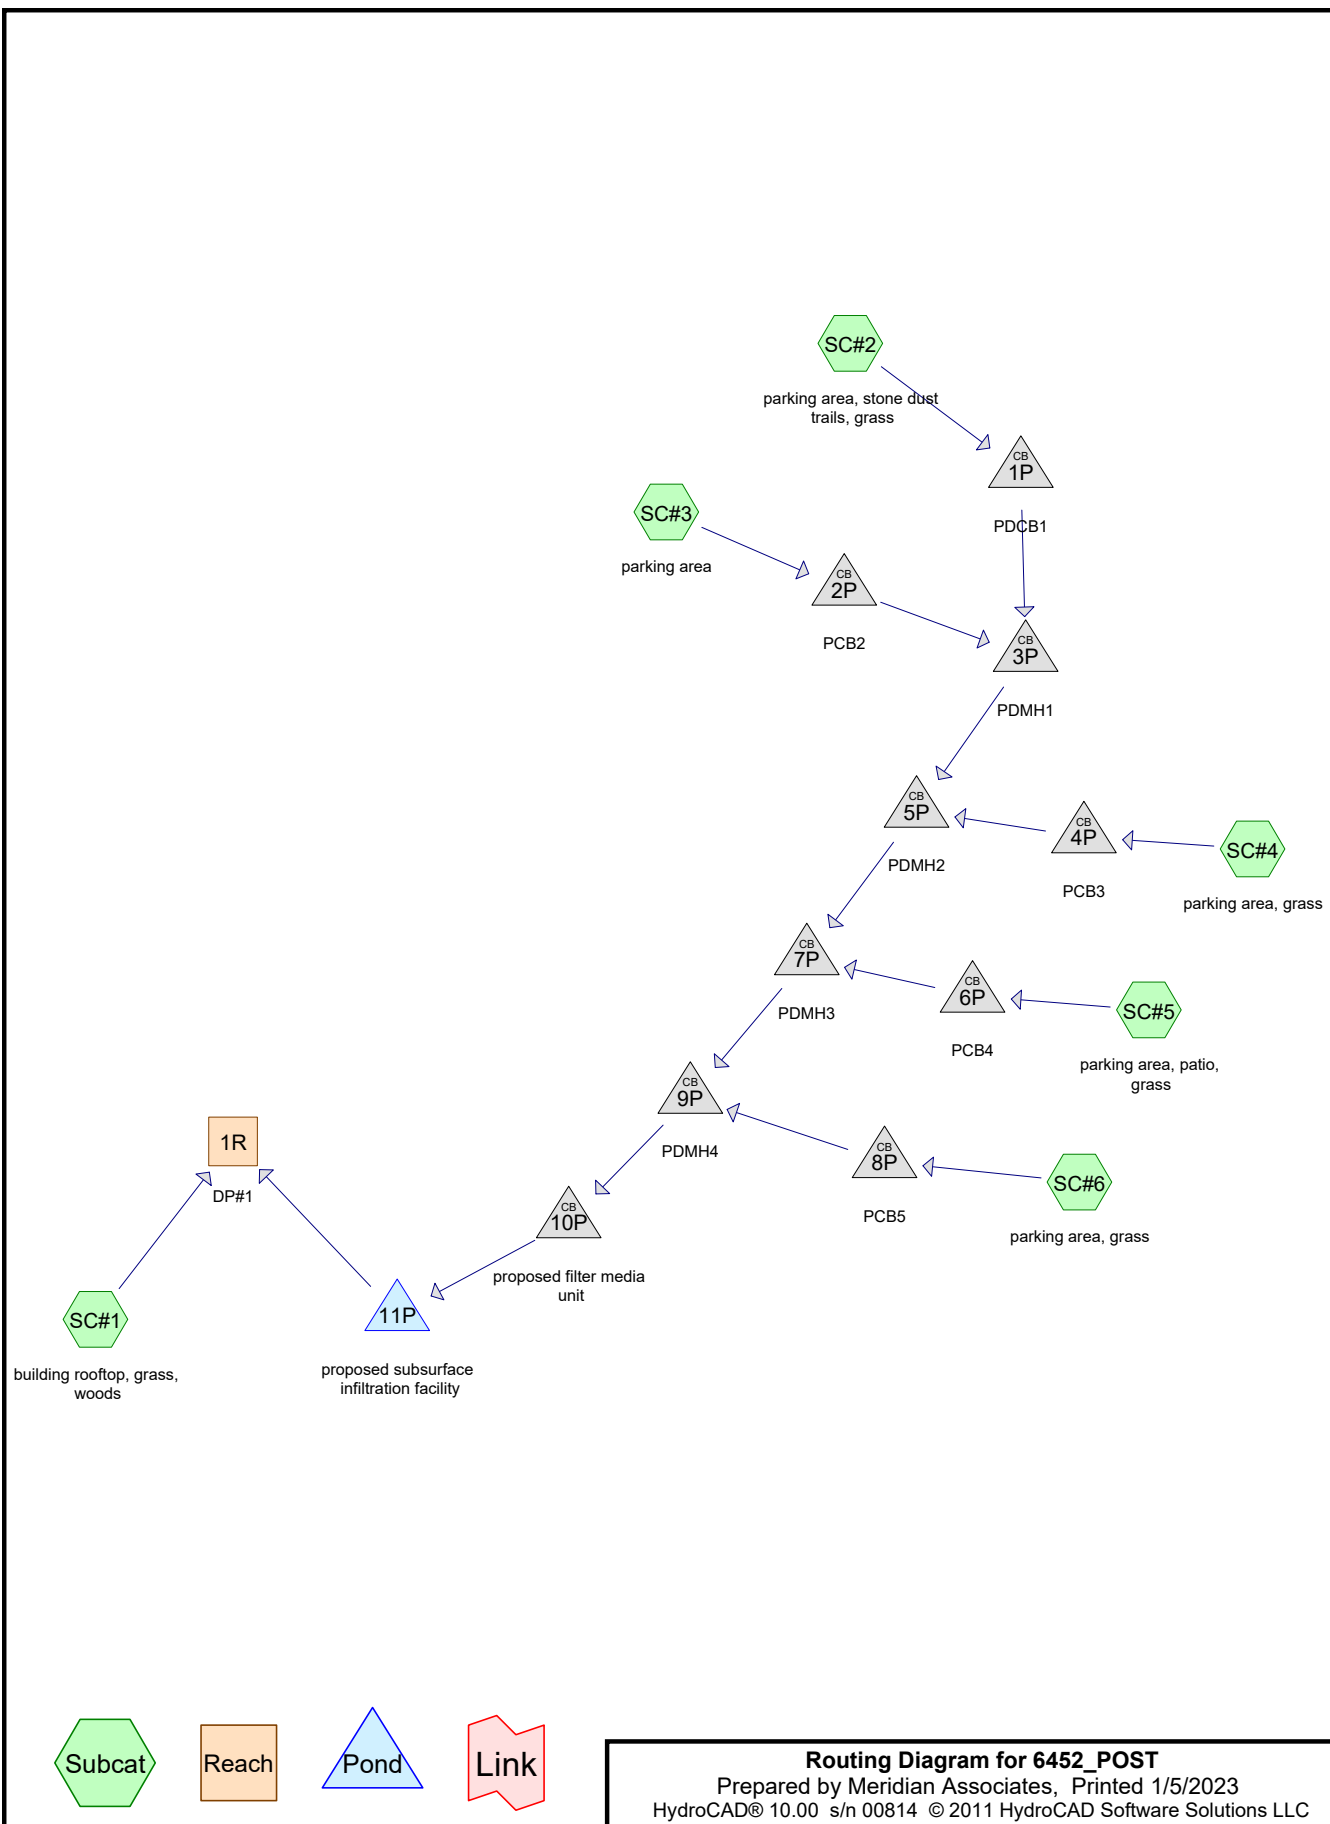 SC#2
parking area, stone dust
trails, grass
CB
1P
PDCB1
SC#3
parking area
CB
2P
PCB2
CB
3P
PDMH1
CB
5P
PDMH2
CB
4P
PCB3
SC#4
parking area, grass
CB
7P
PDMH3
CB
6P
PCB4
SC#5
parking area, patio,
grass
CB
9P
PDMH4
CB
8P
PCB5
SC#6
parking area, grass
1R
DP#1
CB
10P
proposed filter media
unit
SC#1
building rooftop, grass,
woods
11P
proposed subsurface
infiltration facility
Subcat
Reach
Pond
Link
Routing Diagram for 6452_POST
Prepared by Meridian Associates, Printed 1/5/2023
HydroCAD® 10.00 s/n 00814 © 2011 HydroCAD Software Solutions LLC